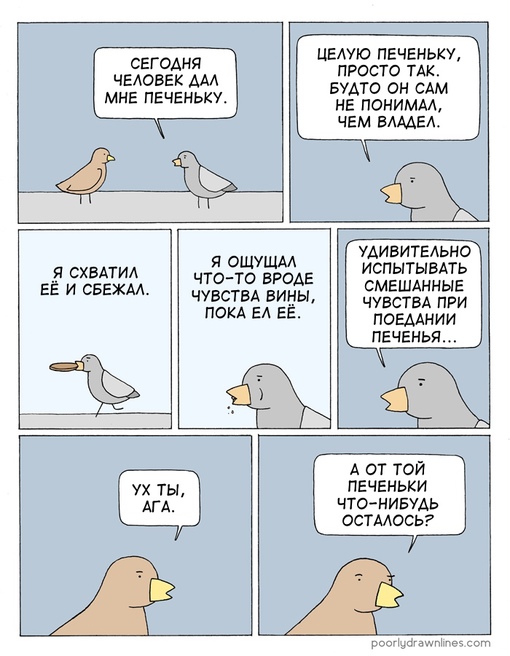 СЕГОДНЯ
ЧЕЛОВЕК ДАЛ
МНЕ ПЕЧЕНЬКУ.
ЦЕЛУЮ ПЕЧЕНЬКУ,
ПРОСТО ТАК.
БУДТО ОН САМ
НЕ ПОНИМАЛ,
ЧЕМ ВЛАДЕЛ.
Я СХВАТИЛ
ЕЁ И СБЕЖАЛ.
Я ОЩУЩАЛ
ЧТО-ТО ВРОДЕ
ЧУВСТВА ВИНЫ,
ПОКА ЕЛ ЕЁ.
УДИВИТЕЛЬНО
ИСПЫТЫВАТЬ
СМЕШАННЫЕ
ЧУВСТВА ПРИ
ПОЕДАНИИ
ПЕЧЕНЬЯ...
УХ ТЫ,
АГА.
А ОТ ТОЙ
ПЕЧЕНЬКИ
ЧТО-НИБУДЬ
ОСТАЛОСЬ?
poorlydrawnlines.com